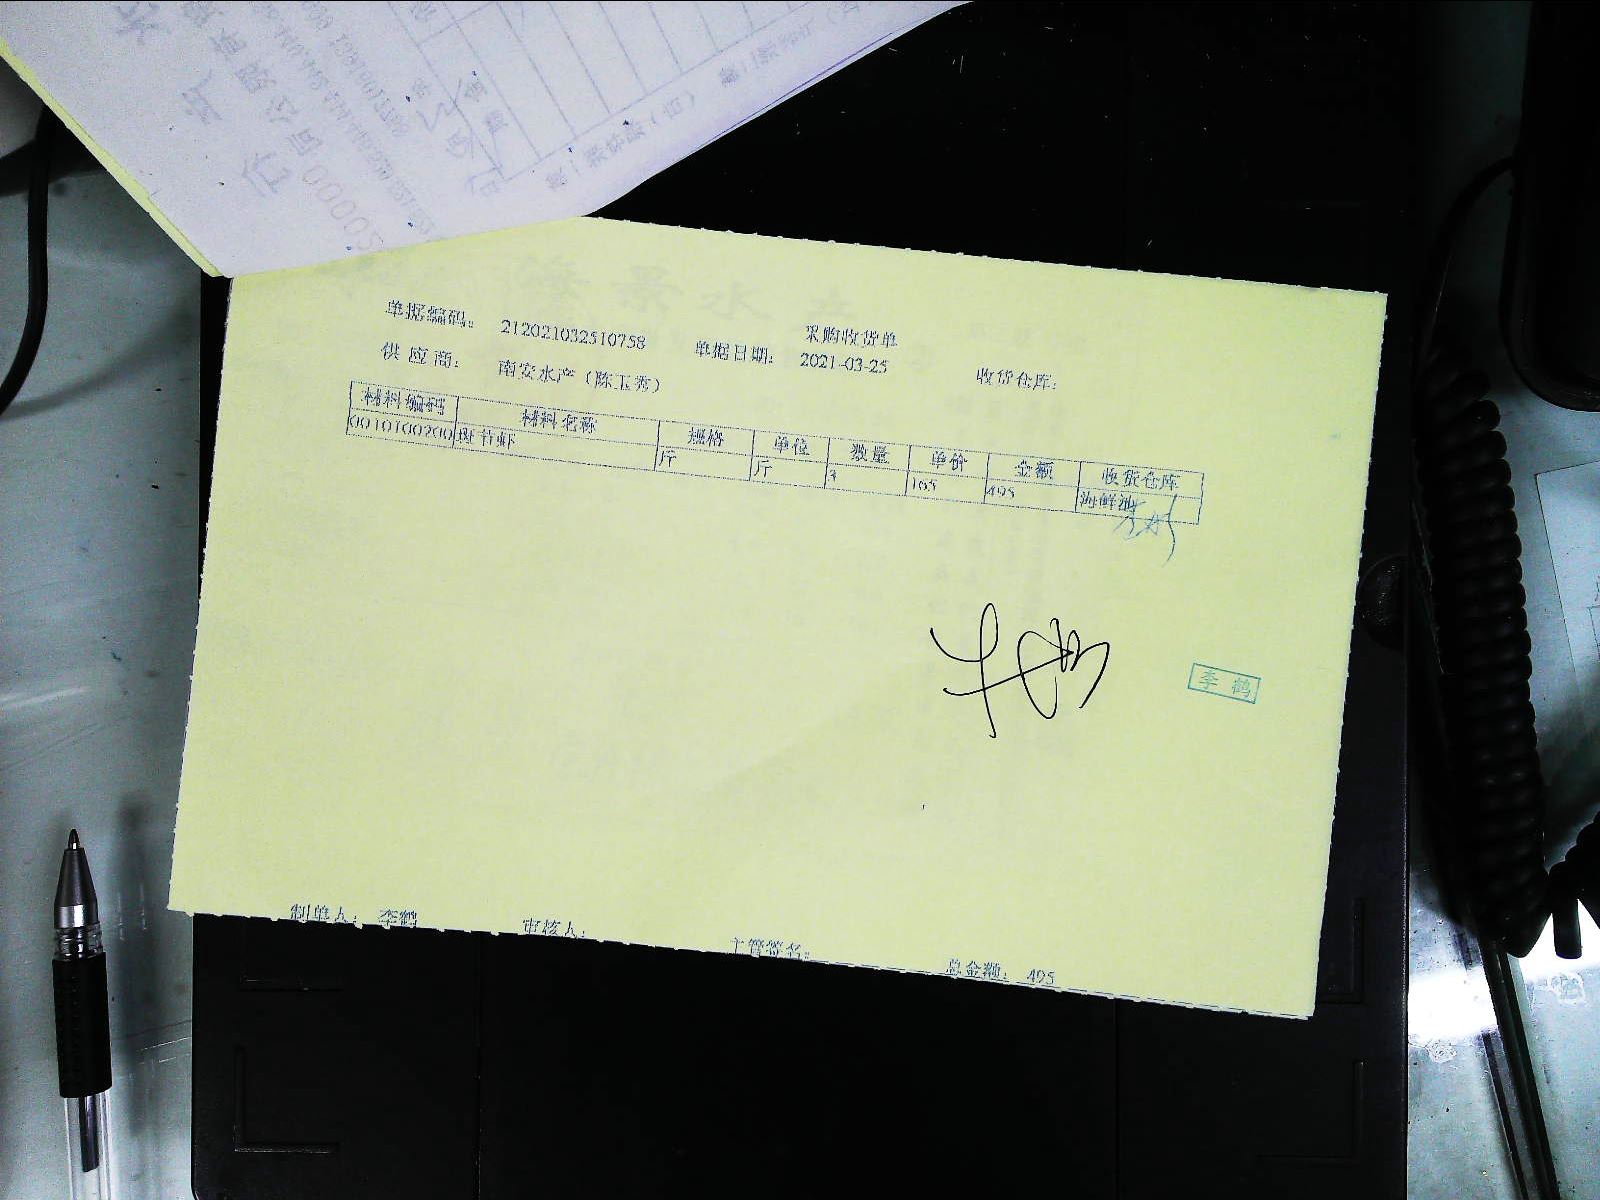 采购收货单
单据编码: 212021032510758 单据日期: 2021-03-25 收货仓库:
供应商: 南安水产（陈玉秀）
材料编码 材料名称 规格 单位 数量 单价 金额 收货仓库
0010100200 斑节虾 斤 斤 3 165 495 海鲜池
李鹤
制单人: 李鹤 审核人: 主管签名: 总金额: 495